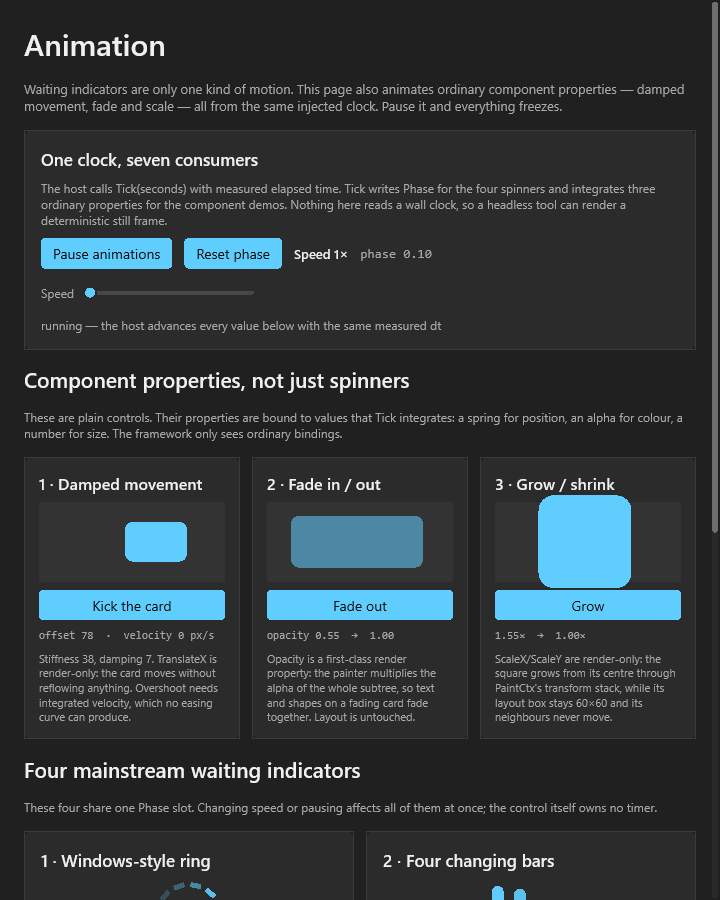 Animation
Waiting indicators are only one kind of motion. This page also animates ordinary component properties — damped
movement, fade and scale — all from the same injected clock. Pause it and everything freezes.
One clock, seven consumers
The host calls Tick(seconds) with measured elapsed time. Tick writes Phase for the four spinners and integrates three
ordinary properties for the component demos. Nothing here reads a wall clock, so a headless tool can render a
deterministic still frame.
Pause animations Reset phase Speed 1× phase 0.10
Speed
running — the host advances every value below with the same measured dt
Component properties, not just spinners
These are plain controls. Their properties are bound to values that Tick integrates: a spring for position, an alpha for colour, a
number for size. The framework only sees ordinary bindings.
1 · Damped movement
Kick the card
offset 78 · velocity 0 px/s
Stiffness 38, damping 7. TranslateX is
render-only: the card moves without
reflowing anything. Overshoot needs
integrated velocity, which no easing
curve can produce.
2 · Fade in / out
Fade out
opacity 0.55 → 1.00
Opacity is a first-class render
property: the painter multiplies the
alpha of the whole subtree, so text
and shapes on a fading card fade
together. Layout is untouched.
3 · Grow / shrink
Grow
1.55× → 1.00×
ScaleX/ScaleY are render-only: the
square grows from its centre through
PaintCtx's transform stack, while its
layout box stays 60×60 and its
neighbours never move.
Four mainstream waiting indicators
These four share one Phase slot. Changing speed or pausing affects all of them at once; the control itself owns no timer.
1 · Windows-style ring
2 · Four changing bars